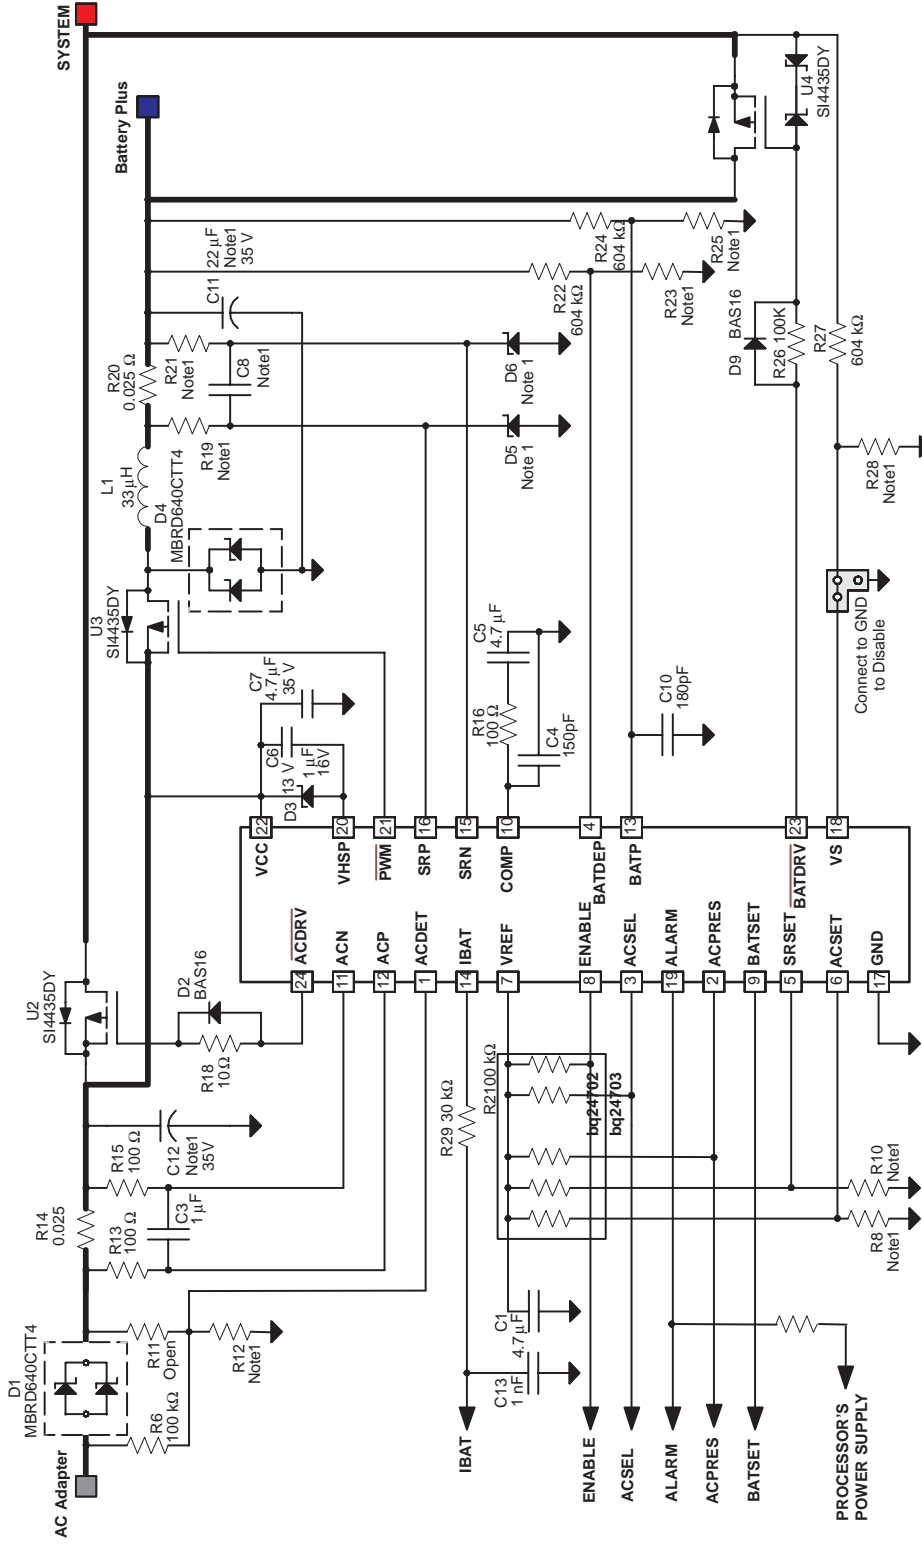 AC Adapter
D1
MBRD640CTT4
R6
100 kΩ
R11
Open
R12
Note1
R14
0.025
R13
100 Ω
R15
100 Ω
C3
1 µF
C12
Note1
35V
U2
SI4435DY
R18
10Ω
D2
BAS16
SYSTEM
Battery Plus
U3
SI4435DY
D4
MBRD640CTT4
L1
33 µH
R20
0.025 Ω
R19
Note1
R21
Note1
C8
Note1
C11
22 µF
Note1
35 V
D3
13 V
C6
1 µF
16V
C7
4.7 µF
35 V
D5
Note 1
D6
Note 1
R16
100 Ω
C5
4.7 µF
C4
150pF
R22
604 kΩ
R23
Note1
R24
604 kΩ
R25
Note1
C10
180pF
U4
SI4435DY
D9
BAS16
R26 100K
R27
604 kΩ
R28
Note1
Connect to GND
to Disable
24 ACDRV
11 ACN
12 ACP
1 ACDET
14 IBAT
7 VREF
8 ENABLE
3 ACSEL
19 ALARM
2 ACPRES
9 BATSET
5 SRSET
6 ACSET
17 GND
VCC 22
VHSP 20
PWM 21
SRP 16
SRN 15
COMP 10
BATDEP 4
BATP 13
BATDRV 23
VS 18
bq24702
bq24703
R29 30 kΩ
R2100 kΩ
C13
1 nF
C1
4.7 µF
R8
Note1
R10
Note1
IBAT
ENABLE
ACSEL
ALARM
ACPRES
BATSET
PROCESSOR'S
POWER SUPPLY